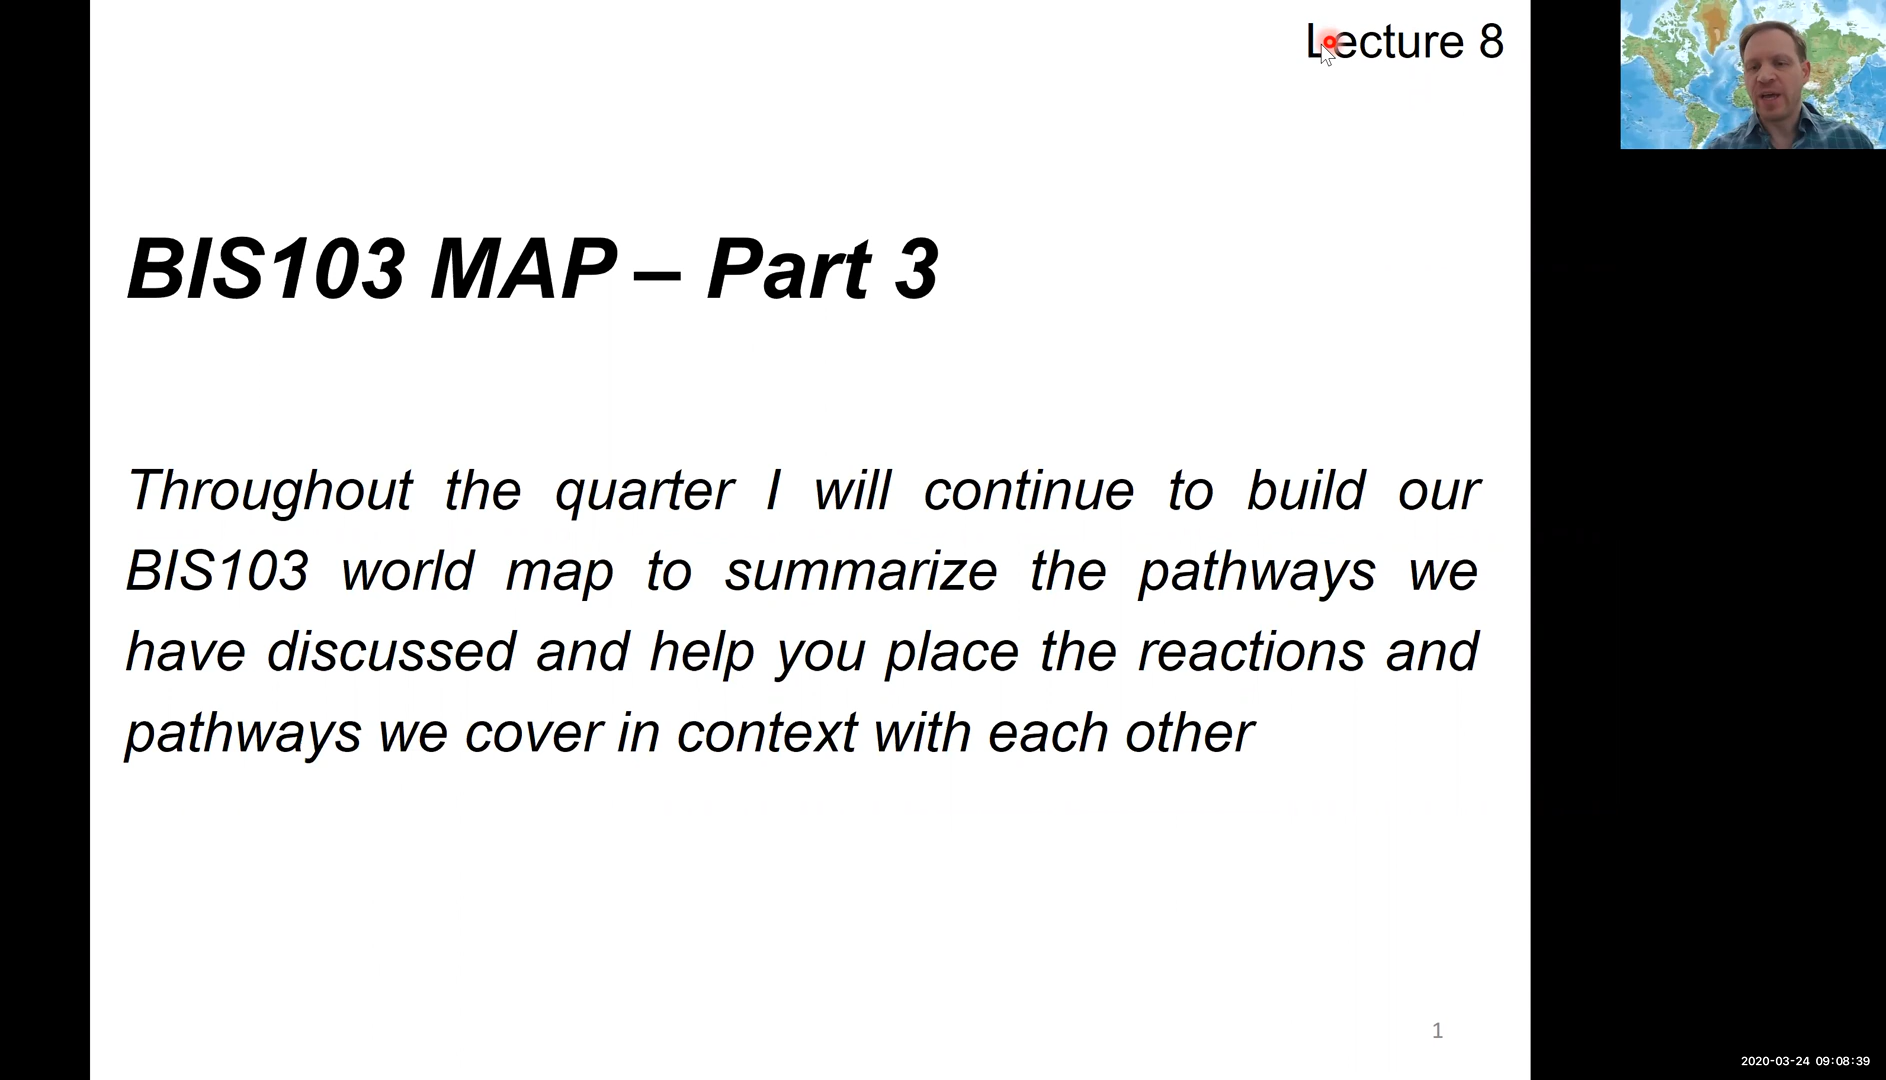 Lecture 8
BIS103 MAP – Part 3
Throughout the quarter I will continue to build our
BIS103 world map to summarize the pathways we
have discussed and help you place the reactions and
pathways we cover in context with each other
1
2020-03-24 09:08:39